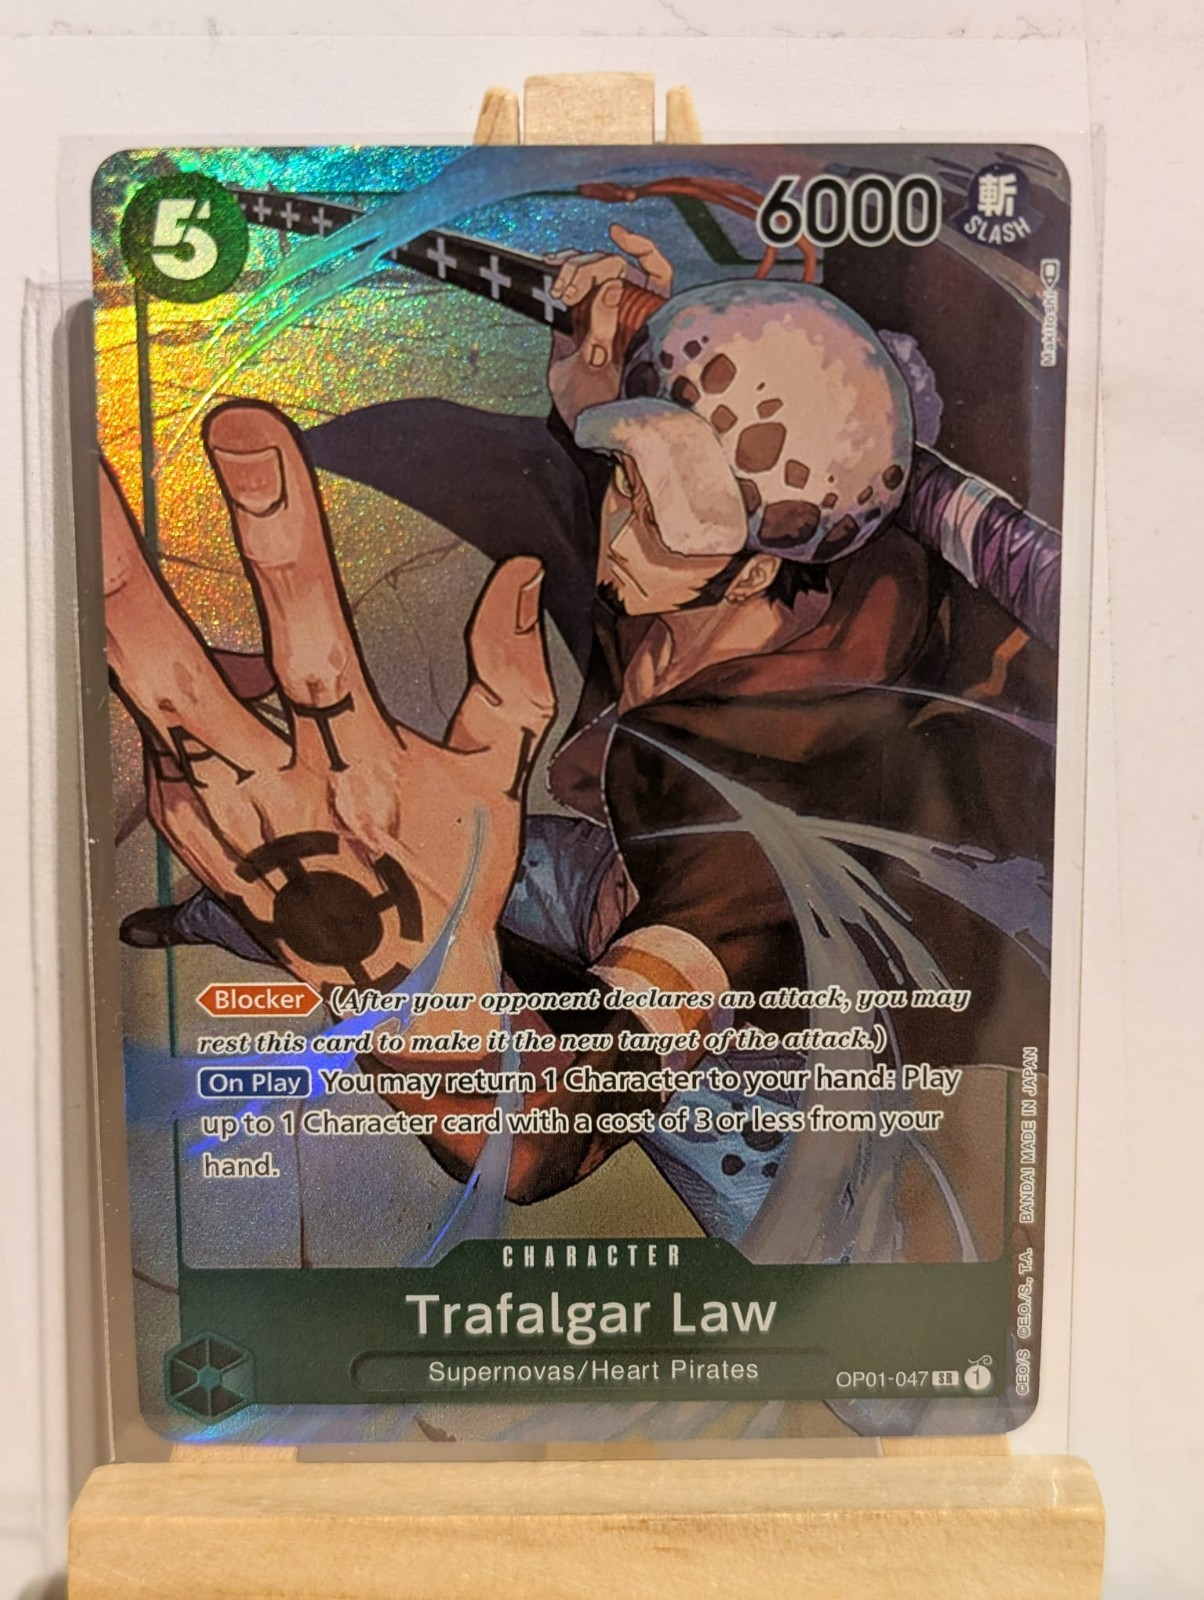 5
6000
斬
SLASH
Makitoshi
A T I
Blocker (After your opponent declares an attack, you may
rest this card to make it the new target of the attack.)
On Play You may return 1 Character to your hand: Play
up to 1 Character card with a cost of 3 or less from your
hand.
CHARACTER
Trafalgar Law
Supernovas/Heart Pirates
OP01-047 SR 1
©EO/S ©E.O./S., T.A. BANDAI MADE IN JAPAN